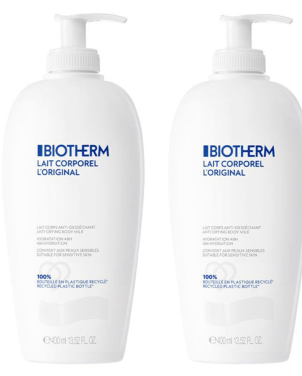 BIOTHERM
LAIT CORPOREL
L'ORIGINAL
LAIT CORPS ANTI-DESSÉCHANT
ANTI-DRYING BODY MILK
HYDRATATION 48H
48H HYDRATION
CONVIENT AUX PEAUX SENSIBLES
SUITABLE FOR SENSITIVE SKIN
100%
BOUTEILLE EN PLASTIQUE RECYCLÉ*
RECYCLED PLASTIC BOTTLE*
℮400ml 13.52 FL. OZ.
BIOTHERM
LAIT CORPOREL
L'ORIGINAL
LAIT CORPS ANTI-DESSÉCHANT
ANTI-DRYING BODY MILK
HYDRATATION 48H
48H HYDRATION
CONVIENT AUX PEAUX SENSIBLES
SUITABLE FOR SENSITIVE SKIN
100%
BOUTEILLE EN PLASTIQUE RECYCLÉ*
RECYCLED PLASTIC BOTTLE*
℮400ml 13.52 FL. OZ.